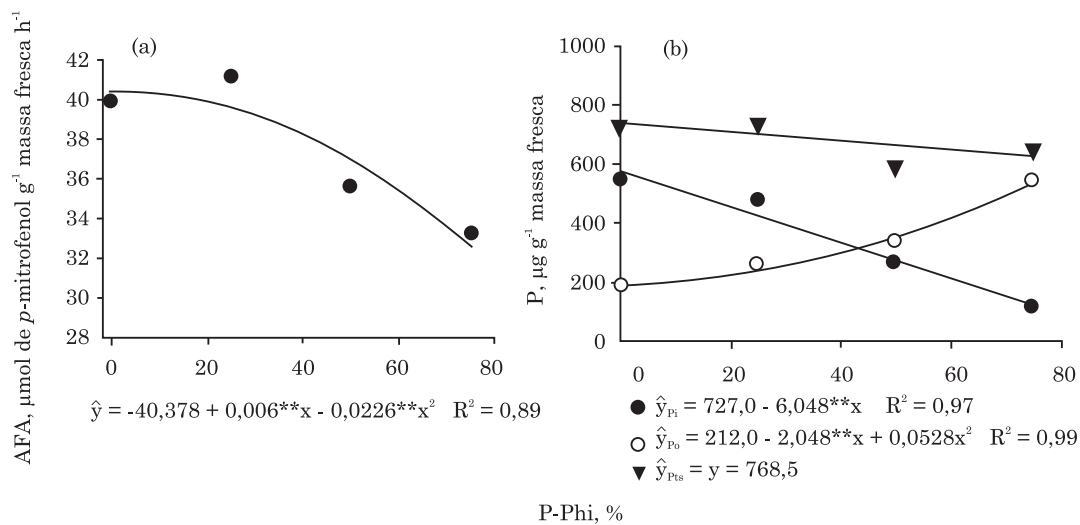 (a)
AFA, μmol de p-mitrofenol g⁻¹ massa fresca h⁻¹
42
40
38
36
34
32
30
28
0 20 40 60 80
ŷ = -40,378 + 0,006**x - 0,0226**x² R² = 0,89
(b)
P, μg g⁻¹ massa fresca
1000
800
600
400
200
0
0 20 40 60 80
ŷPi = 727,0 - 6,048**x R² = 0,97
ŷPo = 212,0 - 2,048**x + 0,0528x² R² = 0,99
ŷPts = y = 768,5
P-Phi, %